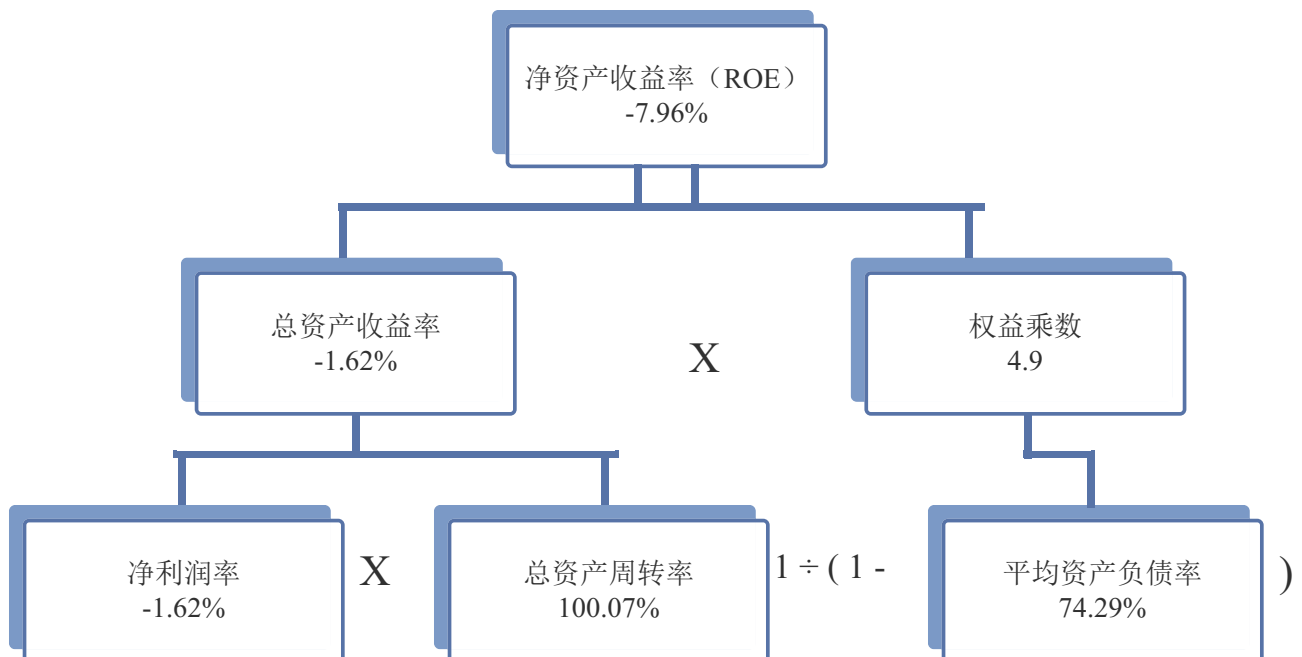 净资产收益率（ROE）
-7.96%
总资产收益率
-1.62%
X
权益乘数
4.9
净利润率
-1.62%
X
总资产周转率
100.07%
1 ÷ ( 1 -
平均资产负债率
74.29%
)